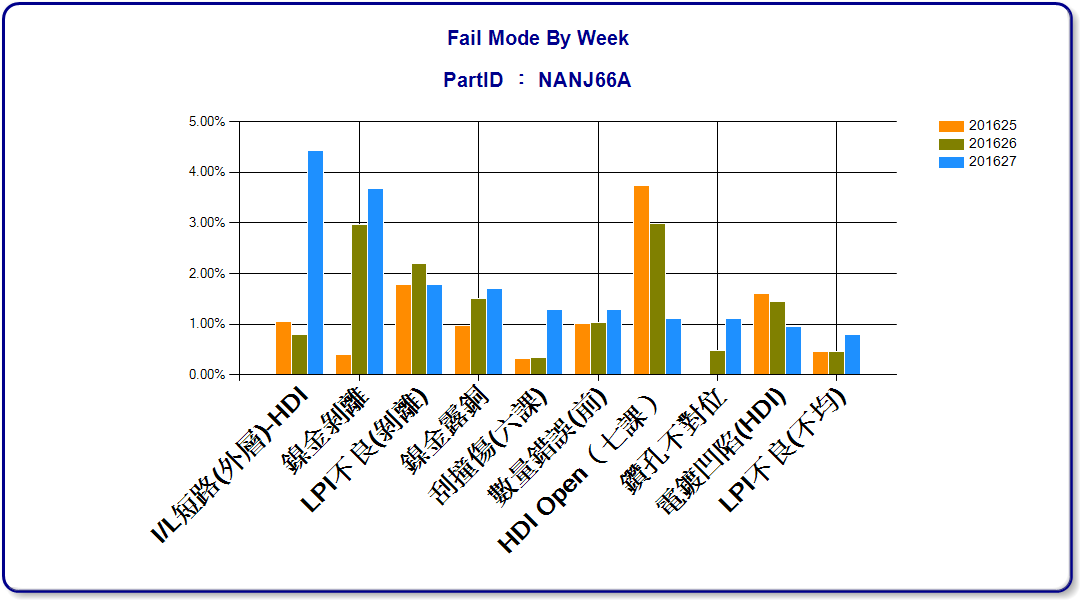 Fail Mode By Week
PartID : NANJ66A
5.00%
4.00%
3.00%
2.00%
1.00%
0.00%
201625
201626
201627
I/L短路(外層)-HDI
鎳金剝離
LPI不良(剝離)
鎳金露銅
刮撞傷(六課)
數量錯誤(前)
HDI Open（七課）
鑽孔不對位
電鍍凹陷(HDI)
LPI不良(不均)